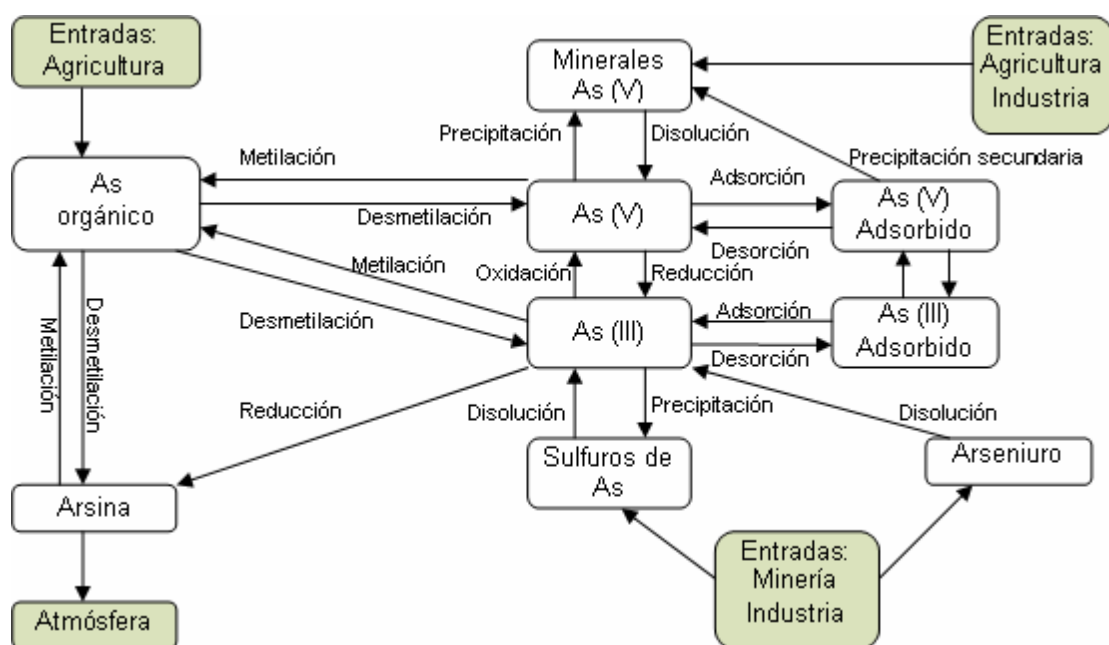 Entradas:
Agricultura
Minerales
As (V)
Entradas:
Agricultura
Industria
Precipitación
Disolución
Metilación
Precipitación secundaria
Adsorción
As
orgánico
As (V)
As (V)
Adsorbido
Desmetilación
Desorción
Metilación
Oxidación
Reducción
Desmetilación
As (III)
Adsorción
As (III)
Adsorbido
Desorción
Metilación
Desmetilación
Reducción
Disolución
Precipitación
Disolución
Sulfuros de
As
Arseniuro
Arsina
Entradas:
Minería
Industria
Atmósfera